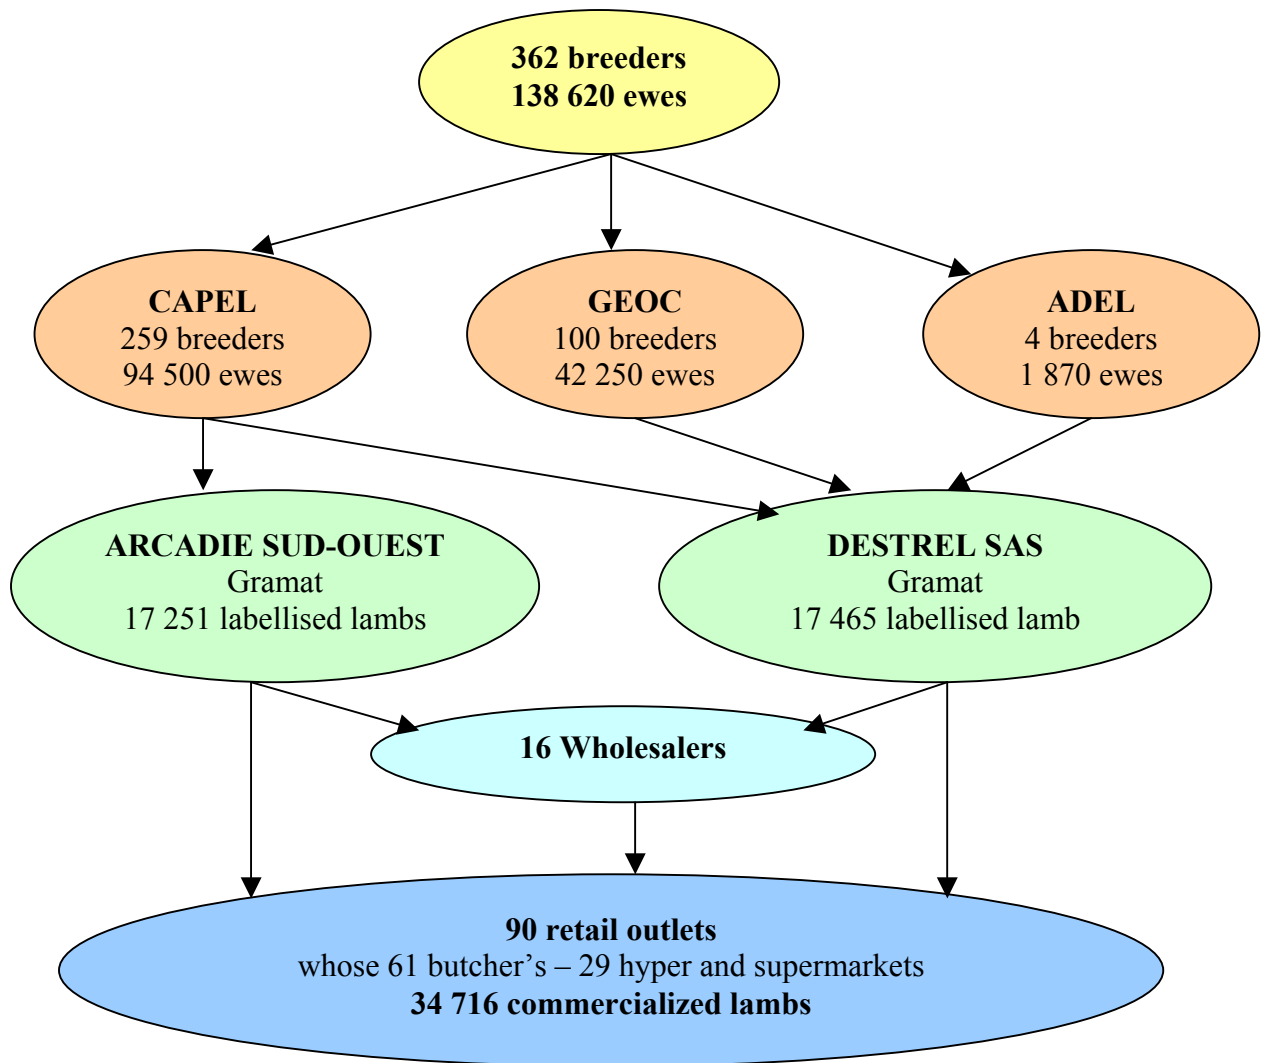 362 breeders
138 620 ewes
CAPEL
259 breeders
94 500 ewes
GEOC
100 breeders
42 250 ewes
ADEL
4 breeders
1 870 ewes
ARCADIE SUD-OUEST
Gramat
17 251 labellised lambs
DESTREL SAS
Gramat
17 465 labellised lamb
16 Wholesalers
90 retail outlets
whose 61 butcher’s – 29 hyper and supermarkets
34 716 commercialized lambs